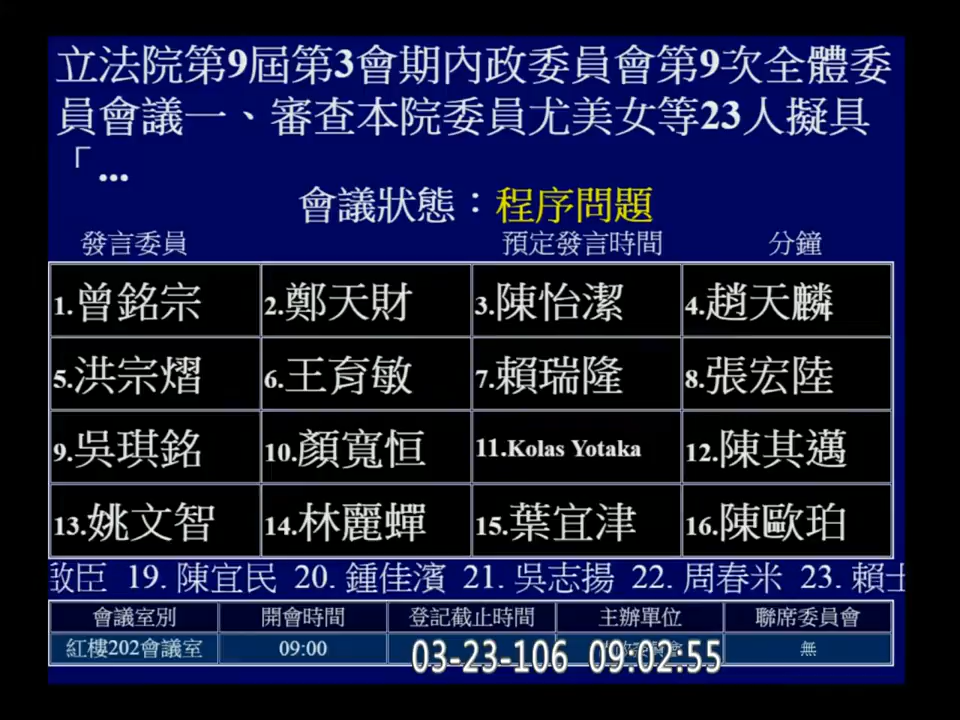 立法院第9屆第3會期內政委員會第9次全體委
員會議一、審查本院委員尤美女等23人擬具
「...
會議狀態：程序問題
發言委員 預定發言時間 分鐘
1.曾銘宗 2.鄭天財 3.陳怡潔 4.趙天麟
5.洪宗熠 6.王育敏 7.賴瑞隆 8.張宏陸
9.吳琪銘 10.顏寬恒 11.Kolas Yotaka 12.陳其邁
13.姚文智 14.林麗蟬 15.葉宜津 16.陳歐珀
啟臣 19. 陳宜民 20. 鍾佳濱 21. 吳志揚 22. 周春米 23. 賴士
會議室別 開會時間 登記截止時間 主辦單位 聯席委員會
紅樓202會議室 09:00 無
03-23-106 09:02:55